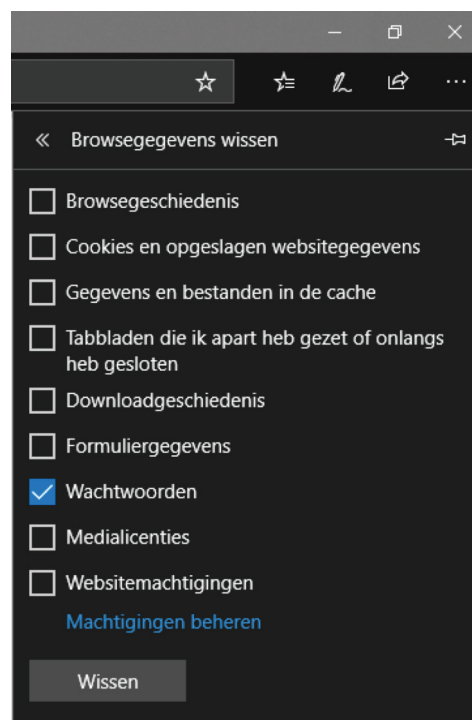 Browsegegevens wissen
Browsegeschiedenis
Cookies en opgeslagen websitegegevens
Gegevens en bestanden in de cache
Tabbladen die ik apart heb gezet of onlangs
heb gesloten
Downloadgeschiedenis
Formuliergegevens
Wachtwoorden
Medialicenties
Websitemachtigingen
Machtigingen beheren
Wissen